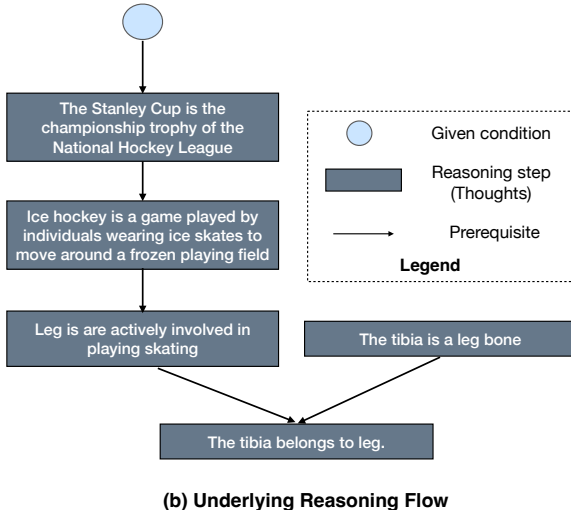 The Stanley Cup is the
championship trophy of the
National Hockey League
Ice hockey is a game played by
individuals wearing ice skates to
move around a frozen playing field
Leg is are actively involved in
playing skating
The tibia is a leg bone
The tibia belongs to leg.
Given condition
Reasoning step
(Thoughts)
Prerequisite
Legend
(b) Underlying Reasoning Flow